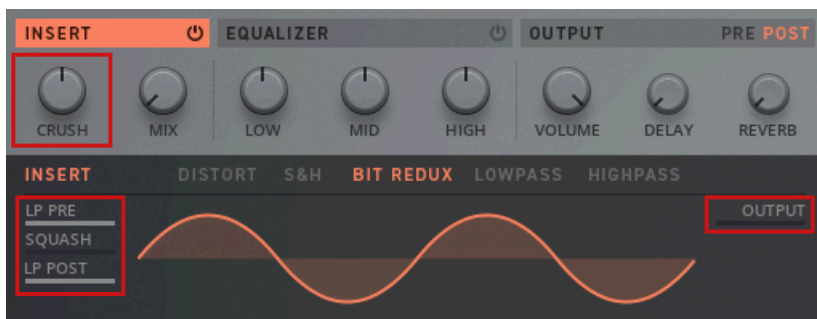 INSERT EQUALIZER OUTPUT PRE POST
CRUSH MIX LOW MID HIGH VOLUME DELAY REVERB
INSERT DISTORT S&H BIT REDUX LOWPASS HIGHPASS
LP PRE OUTPUT
SQUASH
LP POST